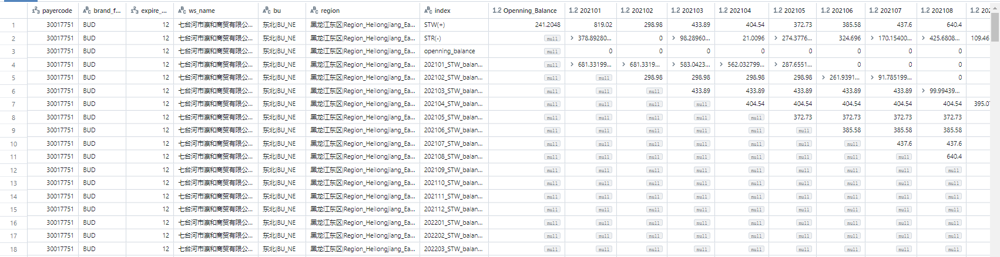 payercode brand_f... expire_... ws_name bu region index Openning_Balance 202101 202102 202103 202104 202105 202106 202107 202108 202
1 30017751 BUD 12 七台河市瀛和商贸有限公... 东北|BU_NE 黑龙江东区|Region_Heilongjiang_Ea... STW(+) 241.2048 819.02 298.98 433.89 404.54 372.73 385.58 437.6 640.4
2 30017751 BUD 12 七台河市瀛和商贸有限公... 东北|BU_NE 黑龙江东区|Region_Heilongjiang_Ea... STR(-) null 378.89280... 0 98.28960... 21.0096 274.3776... 324.696 170.15400... 425.6808... 109.46
3 30017751 BUD 12 七台河市瀛和商贸有限公... 东北|BU_NE 黑龙江东区|Region_Heilongjiang_Ea... openning_balance null 0 0 0 0 0 0 0 0
4 30017751 BUD 12 七台河市瀛和商贸有限公... 东北|BU_NE 黑龙江东区|Region_Heilongjiang_Ea... 202101_STW_balan... null 681.33199... 681.3319... 583.0423... 562.032799... 287.6551... 0 0 0
5 30017751 BUD 12 七台河市瀛和商贸有限公... 东北|BU_NE 黑龙江东区|Region_Heilongjiang_Ea... 202102_STW_balan... null null 298.98 298.98 298.98 298.98 261.9391... 91.785199... 0
6 30017751 BUD 12 七台河市瀛和商贸有限公... 东北|BU_NE 黑龙江东区|Region_Heilongjiang_Ea... 202103_STW_balan... null null null 433.89 433.89 433.89 433.89 433.89 99.99439...
7 30017751 BUD 12 七台河市瀛和商贸有限公... 东北|BU_NE 黑龙江东区|Region_Heilongjiang_Ea... 202104_STW_balan... null null null null 404.54 404.54 404.54 404.54 404.54 395.07
8 30017751 BUD 12 七台河市瀛和商贸有限公... 东北|BU_NE 黑龙江东区|Region_Heilongjiang_Ea... 202105_STW_balan... null null null null null 372.73 372.73 372.73 372.73
9 30017751 BUD 12 七台河市瀛和商贸有限公... 东北|BU_NE 黑龙江东区|Region_Heilongjiang_Ea... 202106_STW_balan... null null null null null null 385.58 385.58 385.58
10 30017751 BUD 12 七台河市瀛和商贸有限公... 东北|BU_NE 黑龙江东区|Region_Heilongjiang_Ea... 202107_STW_balan... null null null null null null null 437.6 437.6
11 30017751 BUD 12 七台河市瀛和商贸有限公... 东北|BU_NE 黑龙江东区|Region_Heilongjiang_Ea... 202108_STW_balan... null null null null null null null null 640.4
12 30017751 BUD 12 七台河市瀛和商贸有限公... 东北|BU_NE 黑龙江东区|Region_Heilongjiang_Ea... 202109_STW_balan... null null null null null null null null null
13 30017751 BUD 12 七台河市瀛和商贸有限公... 东北|BU_NE 黑龙江东区|Region_Heilongjiang_Ea... 202110_STW_balan... null null null null null null null null null
14 30017751 BUD 12 七台河市瀛和商贸有限公... 东北|BU_NE 黑龙江东区|Region_Heilongjiang_Ea... 202111_STW_balan... null null null null null null null null null
15 30017751 BUD 12 七台河市瀛和商贸有限公... 东北|BU_NE 黑龙江东区|Region_Heilongjiang_Ea... 202112_STW_balan... null null null null null null null null null
16 30017751 BUD 12 七台河市瀛和商贸有限公... 东北|BU_NE 黑龙江东区|Region_Heilongjiang_Ea... 202201_STW_balan... null null null null null null null null null
17 30017751 BUD 12 七台河市瀛和商贸有限公... 东北|BU_NE 黑龙江东区|Region_Heilongjiang_Ea... 202202_STW_balan... null null null null null null null null null
18 30017751 BUD 12 七台河市瀛和商贸有限公... 东北|BU_NE 黑龙江东区|Region_Heilongjiang_Ea... 202203_STW_balan... null null null null null null null null null